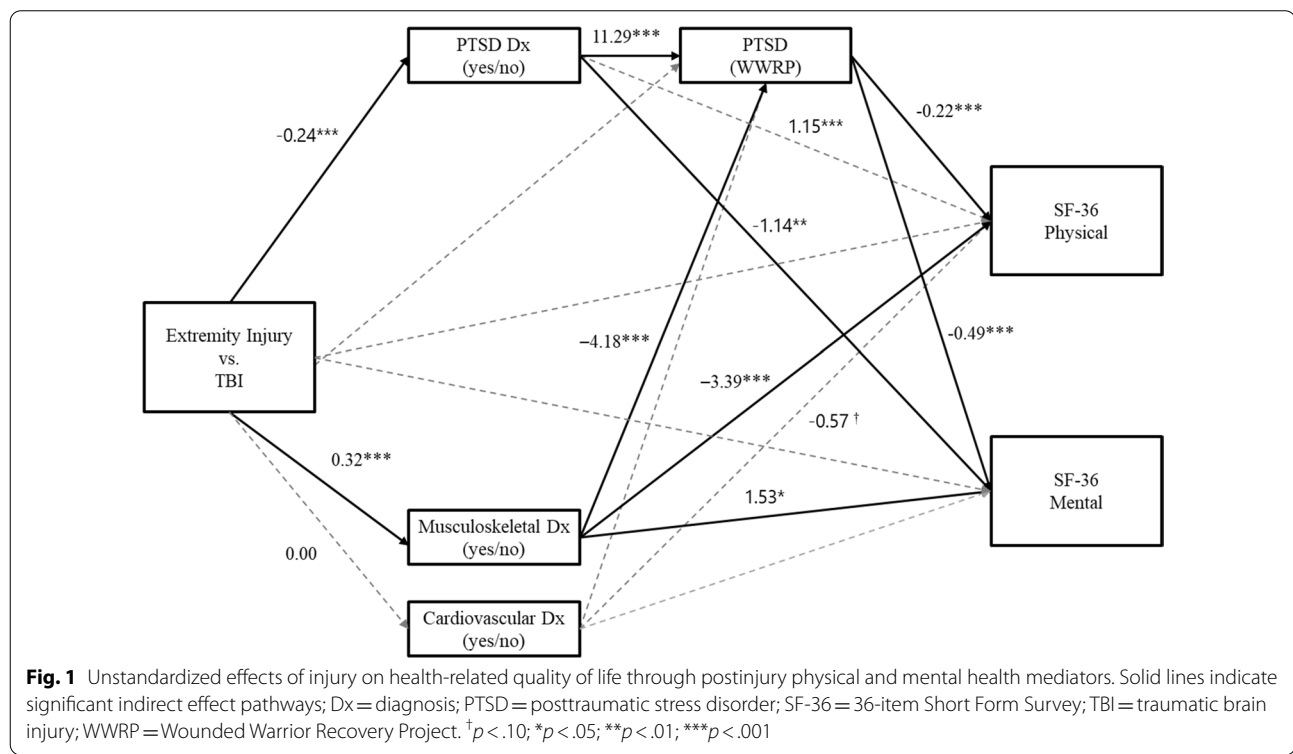 PTSD Dx
(yes/no)
11.29***
PTSD
(WWRP)
-0.24***
1.15***
-0.22***
SF-36
Physical
-1.14**
Extremity Injury
vs.
TBI
−4.18***
-0.49***
−3.39***
-0.57 †
0.32***
SF-36
Mental
1.53*
Musculoskeletal Dx
(yes/no)
0.00
Cardiovascular Dx
(yes/no)
Fig. 1 Unstandardized effects of injury on health-related quality of life through postinjury physical and mental health mediators. Solid lines indicate
significant indirect effect pathways; Dx = diagnosis; PTSD = posttraumatic stress disorder; SF-36 = 36-item Short Form Survey; TBI = traumatic brain
injury; WWRP = Wounded Warrior Recovery Project. †p < .10; *p < .05; **p < .01; ***p < .001